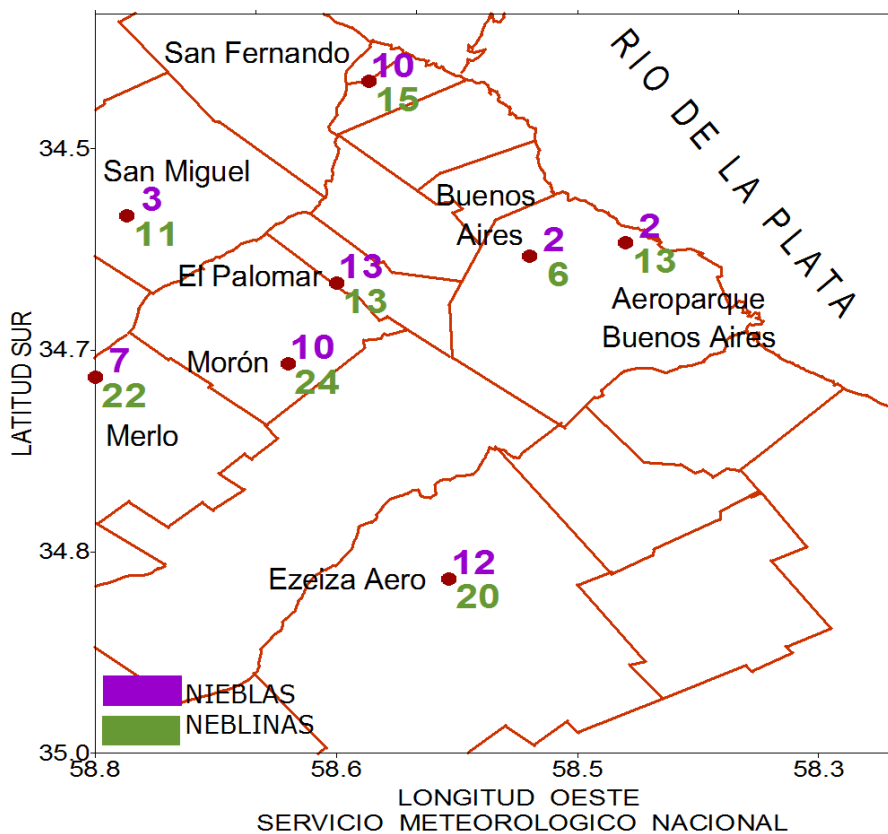 San Fernando
10
15
RIO DE LA PLATA
34.5
San Miguel
3
11
Buenos
Aires
2
6
2
13
El Palomar
13
13
Aeroparque
Buenos Aires
34.7
Morón
10
24
7
22
Merlo
LATITUD SUR
34.8
Ezeiza Aero
12
20
NIEBLAS
NEBLINAS
35.0
58.8
58.6
58.5
58.3
LONGITUD OESTE
SERVICIO METEOROLOGICO NACIONAL